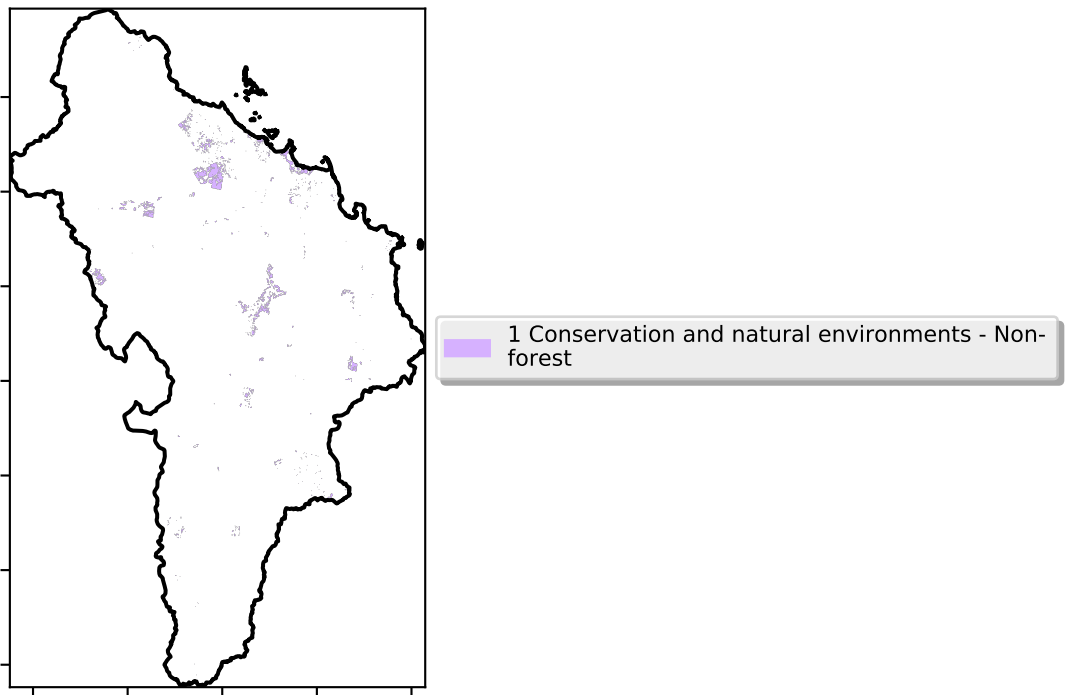 1 Conservation and natural environments - Non-
forest